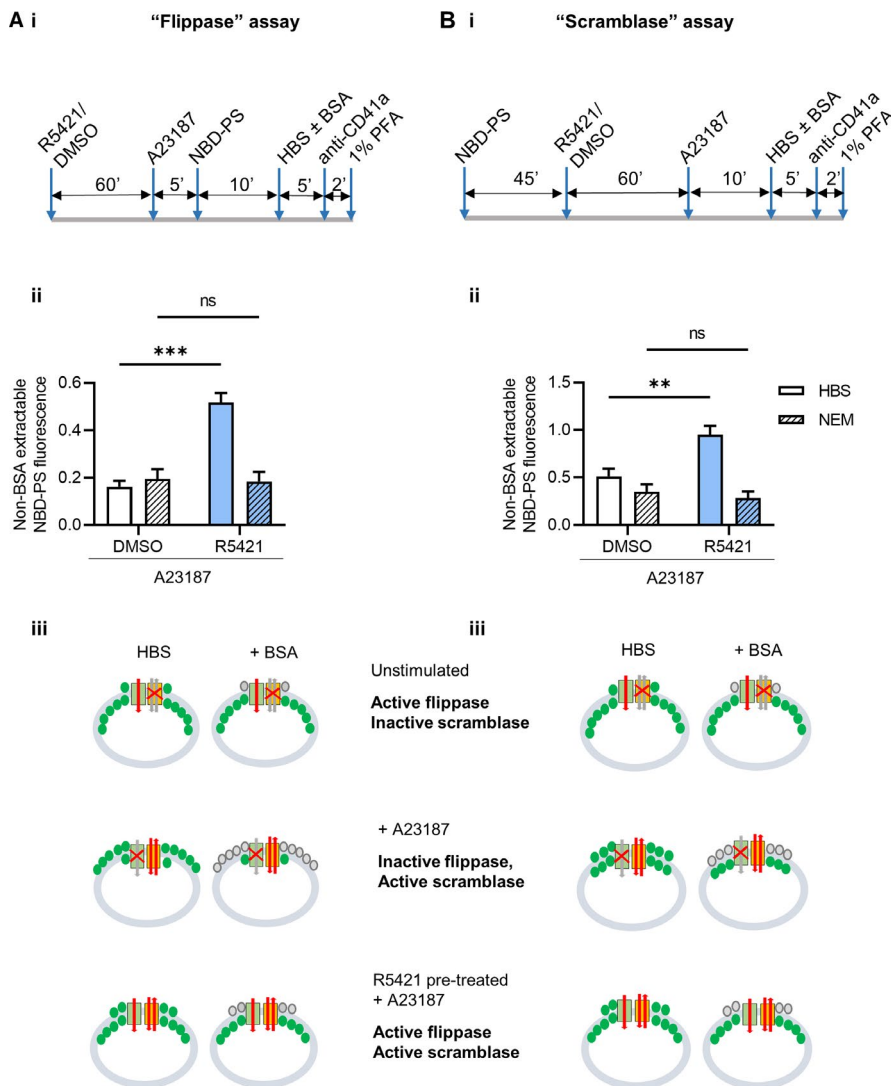 A i "Flippase" assay
R5421/
DMSO
A23187
NBD-PS
HBS ± BSA
anti-CD41a
1% PFA
60’ 5’ 10’ 5’ 2’
ii
ns
***
Non-BSA extractable
NBD-PS fluorescence
0.6
0.4
0.2
0.0
DMSO R5421
A23187
iii
HBS + BSA
B i "Scramblase" assay
NBD-PS
R5421/
DMSO
A23187
HBS ± BSA
anti-CD41a
1% PFA
45’ 60’ 10’ 5’ 2’
ii
ns
**
Non-BSA extractable
NBD-PS fluorescence
1.5
1.0
0.5
0.0
DMSO R5421
A23187
HBS
NEM
iii
HBS + BSA
Unstimulated
Active flippase
Inactive scramblase
+ A23187
Inactive flippase,
Active scramblase
R5421 pre-treated
+ A23187
Active flippase
Active scramblase